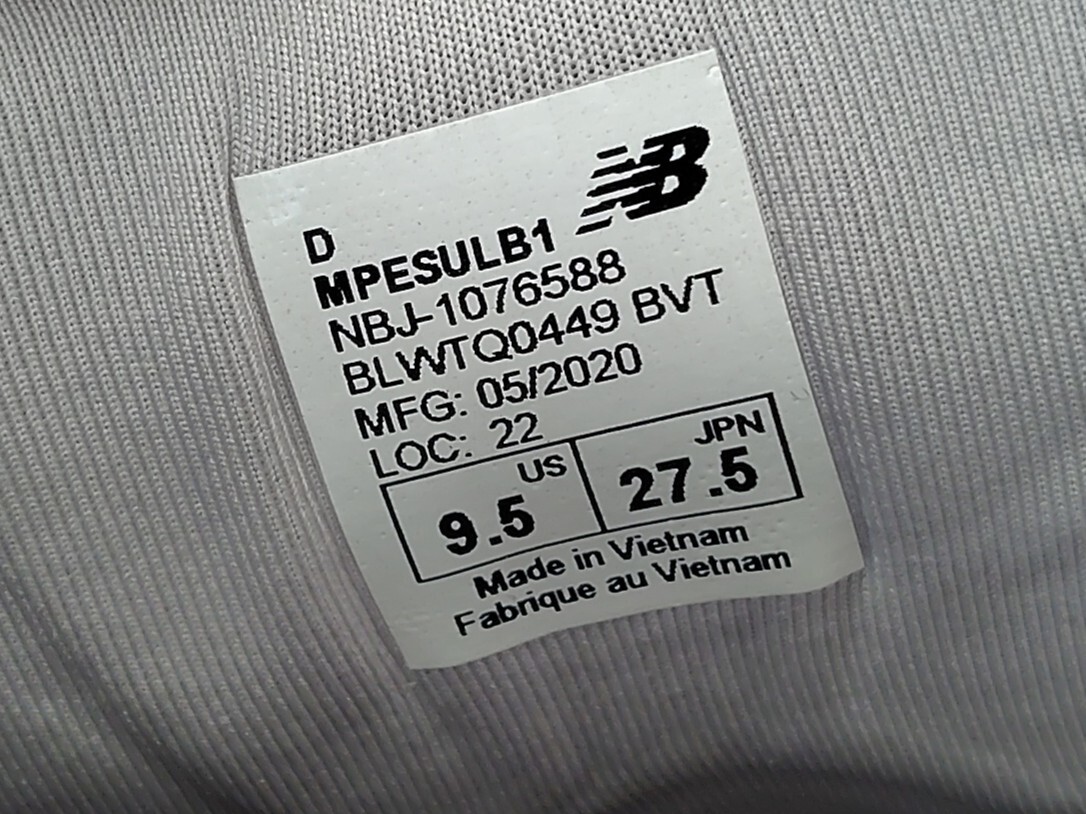 NB
D
MPESULB1
NBJ-1076588
BLWTQ0449 BVT
MFG: 05/2020
LOC: 22
US JPN
9.5 27.5
Made in Vietnam
Fabrique au Vietnam